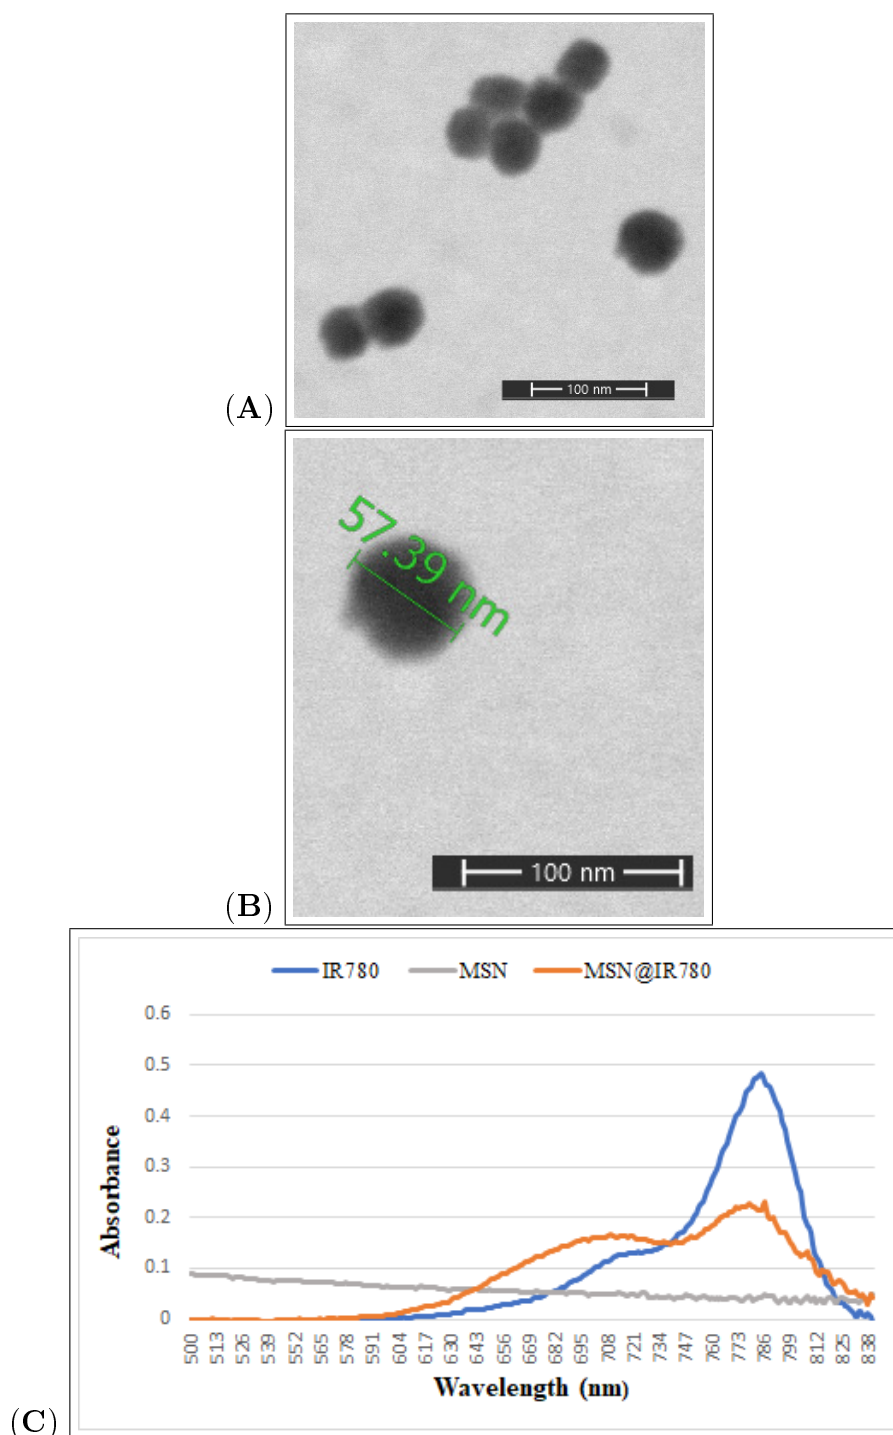 100 nm
(A)
57.39 nm
100 nm
(B)
IR780 MSN MSN@IR780
0.6
0.5
0.4
0.3
0.2
0.1
0
Absorbance
500 513 526 539 552 565 578 591 604 617 630 643 656 669 682 695 708 721 734 747 760 773 786 799 812 825 838
Wavelength (nm)
(C)